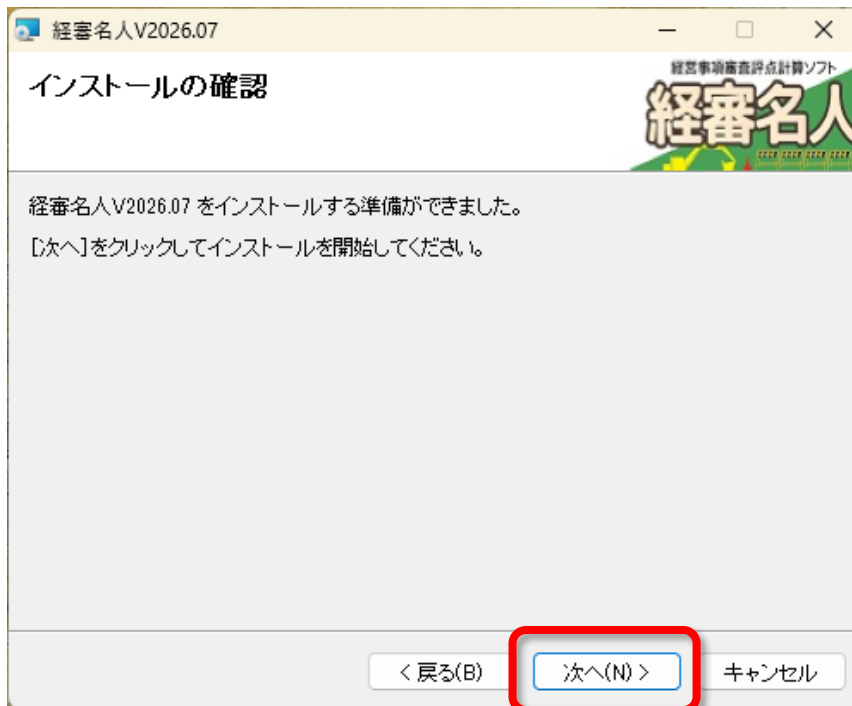 経審名人V2026.07
インストールの確認
経営事項審査評点計算ソフト
経審名人
経審名人V2026.07 をインストールする準備ができました。
[次へ]をクリックしてインストールを開始してください。
< 戻る(B)
次へ(N) >
キャンセル